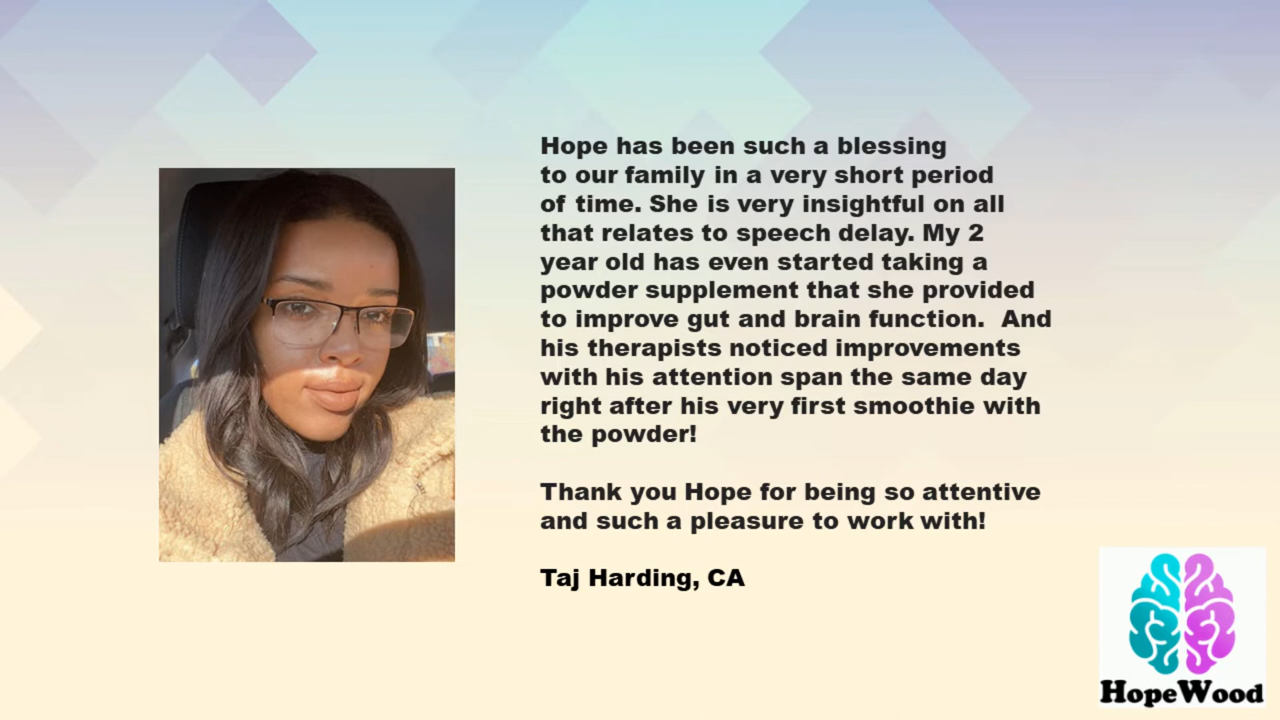 Hope has been such a blessing
to our family in a very short period
of time. She is very insightful on all
that relates to speech delay. My 2
year old has even started taking a
powder supplement that she provided
to improve gut and brain function.  And
his therapists noticed improvements
with his attention span the same day
right after his very first smoothie with
the powder!
Thank you Hope for being so attentive
and such a pleasure to work with!
Taj Harding, CA
HopeWood